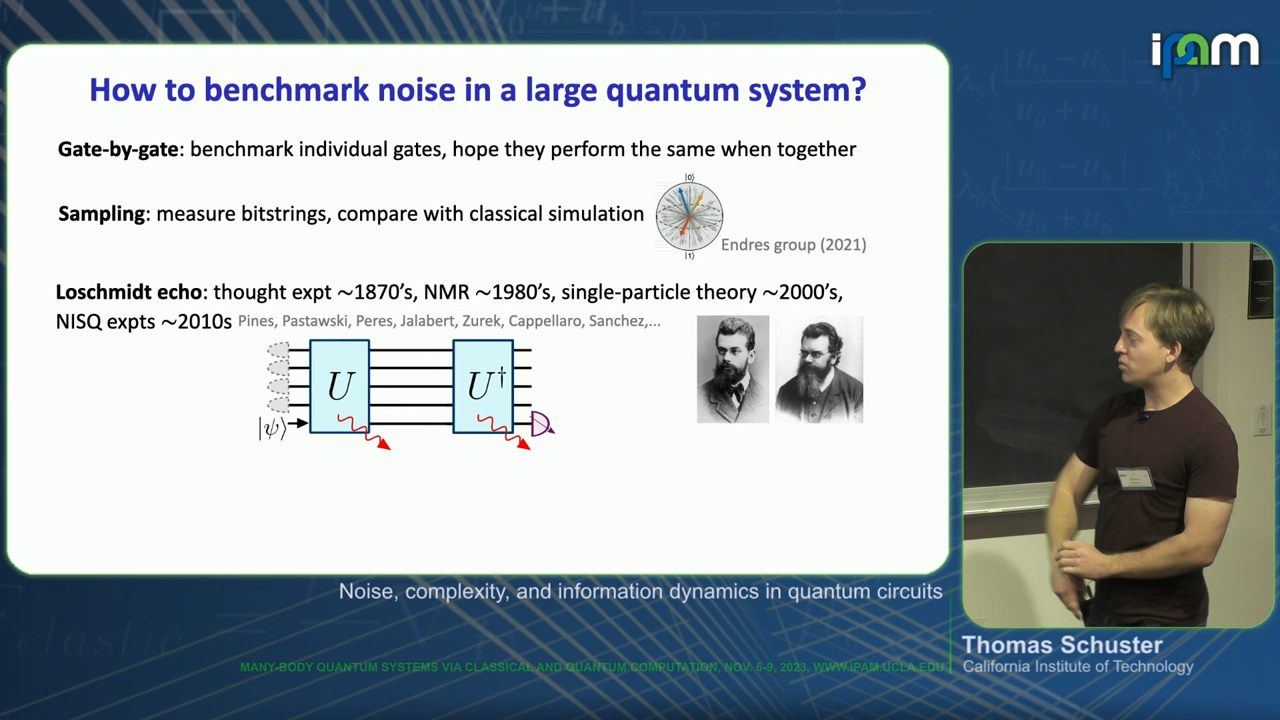 ipam
How to benchmark noise in a large quantum system?
Gate-by-gate: benchmark individual gates, hope they perform the same when together
|0⟩
Sampling: measure bitstrings, compare with classical simulation
Endres group (2021)
|1⟩
Loschmidt echo: thought expt ~1870's, NMR ~1980's, single-particle theory ~2000's,
NISQ expts ~2010s Pines, Pastawski, Peres, Jalabert, Zurek, Cappellaro, Sanchez,...
U U†
|ψ⟩
Noise, complexity, and information dynamics in quantum circuits
Thomas Schuster
California Institute of Technology
MANY-BODY QUANTUM SYSTEMS VIA CLASSICAL AND QUANTUM COMPUTATION, NOV. 6-9, 2023, WWW.IPAM.UCLA.EDU
elastic